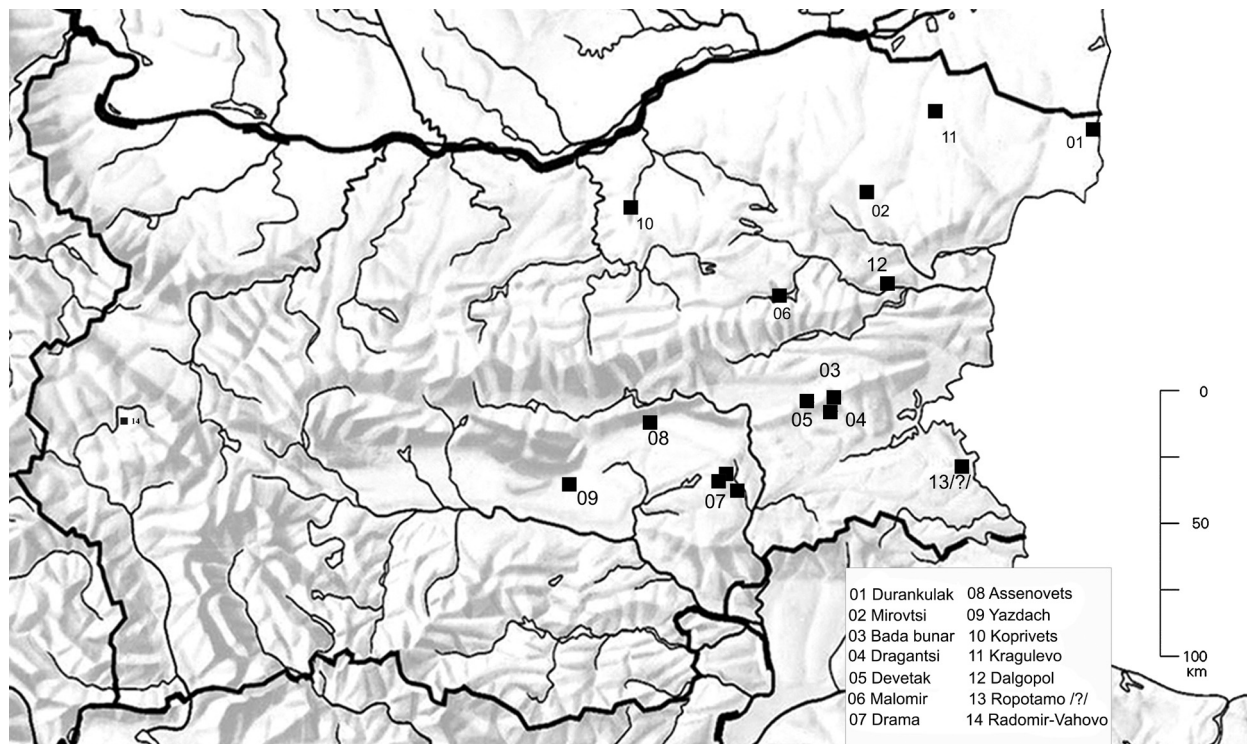 11
01
02
10
12
06
03
05
04
14
08
09
07
13/?/
0
50
100
км
01 Durankulak
02 Mirovtsi
03 Bada bunar
04 Dragantsi
05 Devetak
06 Malomir
07 Drama
08 Assenovets
09 Yazdach
10 Koprivets
11 Kragulevo
12 Dalgopol
13 Ropotamo /?/
14 Radomir-Vahovo